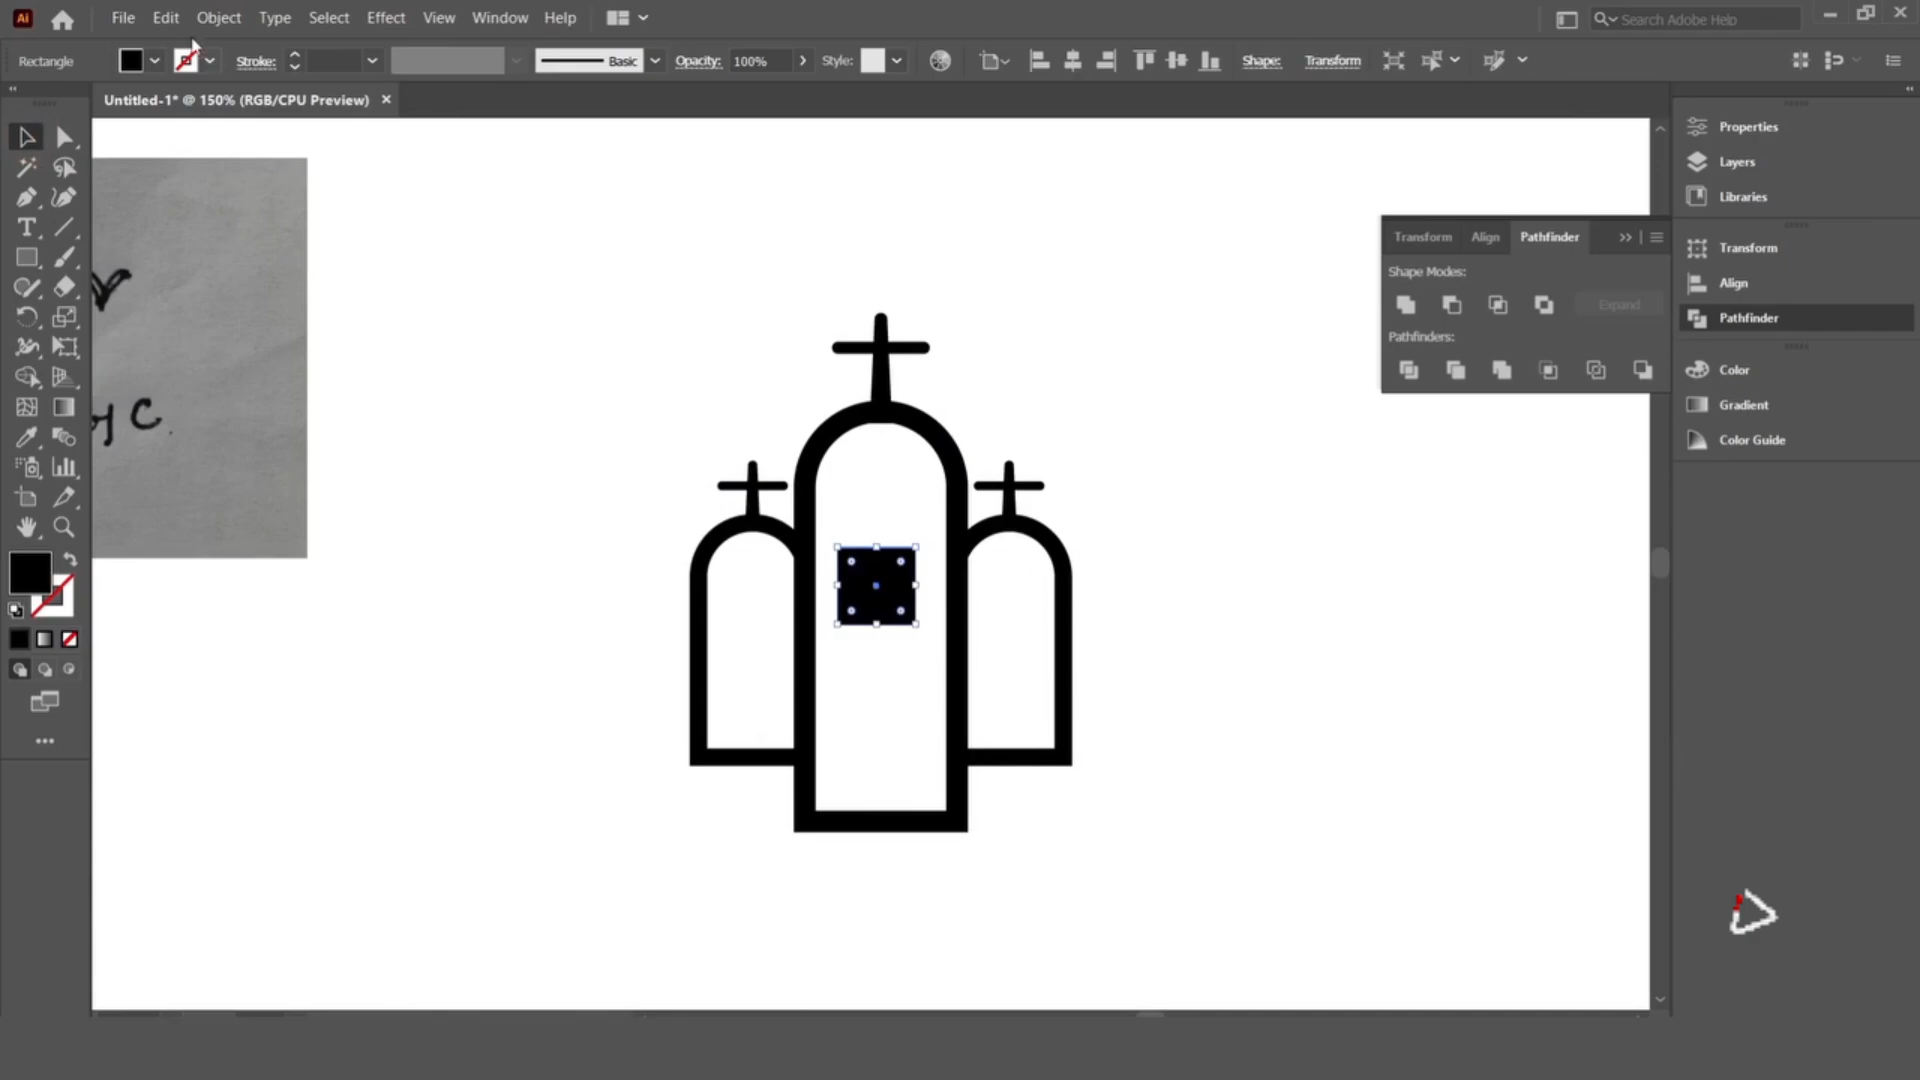 Ai File Edit Object Type Select Effect View Window Help Search Adobe Help
Rectangle Stroke: Basic Opacity: 100% Style: Shape: Transform
Untitled-1* @ 150% (RGB/CPU Preview)
Properties
Layers
Libraries
Transform Align Pathfinder
Transform
Shape Modes:
Align
Expand
Pathfinder
Pathfinders:
Color
Gradient
C
Color Guide